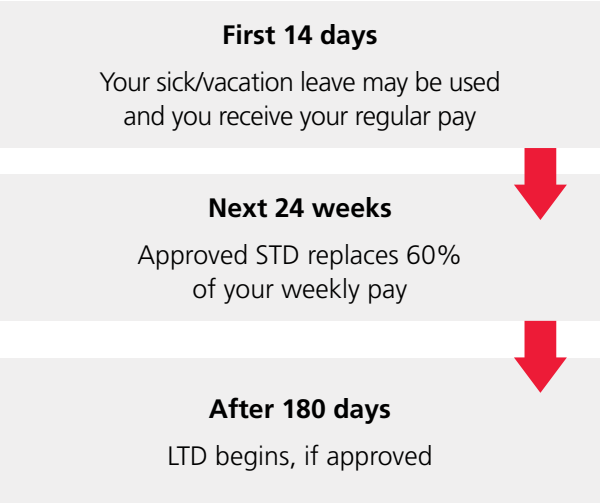 First 14 days
Your sick/vacation leave may be used
and you receive your regular pay
Next 24 weeks
Approved STD replaces 60%
of your weekly pay
After 180 days
LTD begins, if approved